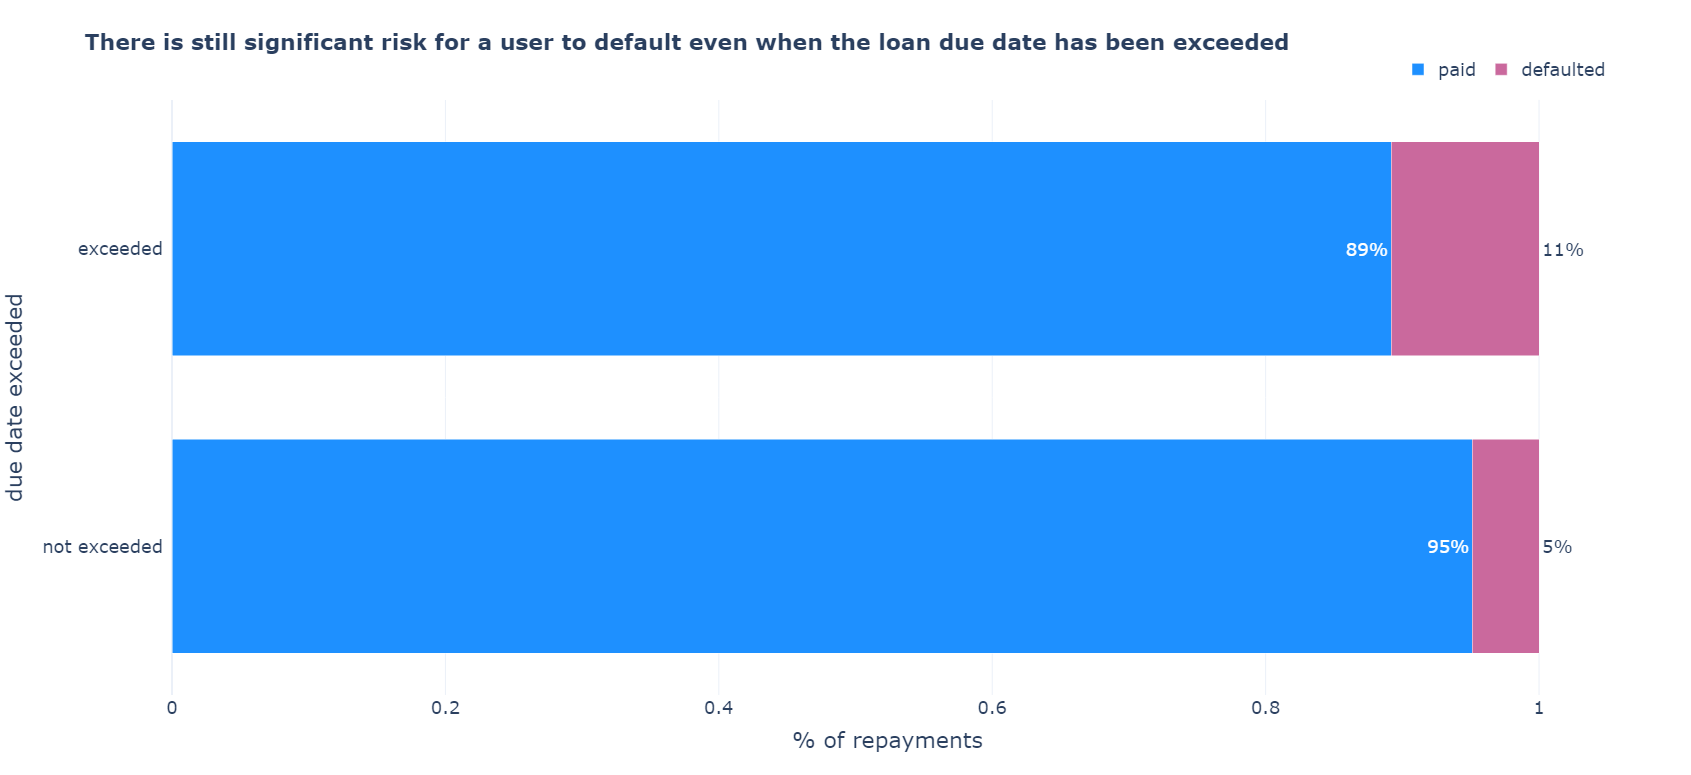 There is still significant risk for a user to default even when the loan due date has been exceeded
paid defaulted
due date exceeded
exceeded
89% 11%
not exceeded
95% 5%
0 0.2 0.4 0.6 0.8 1
% of repayments